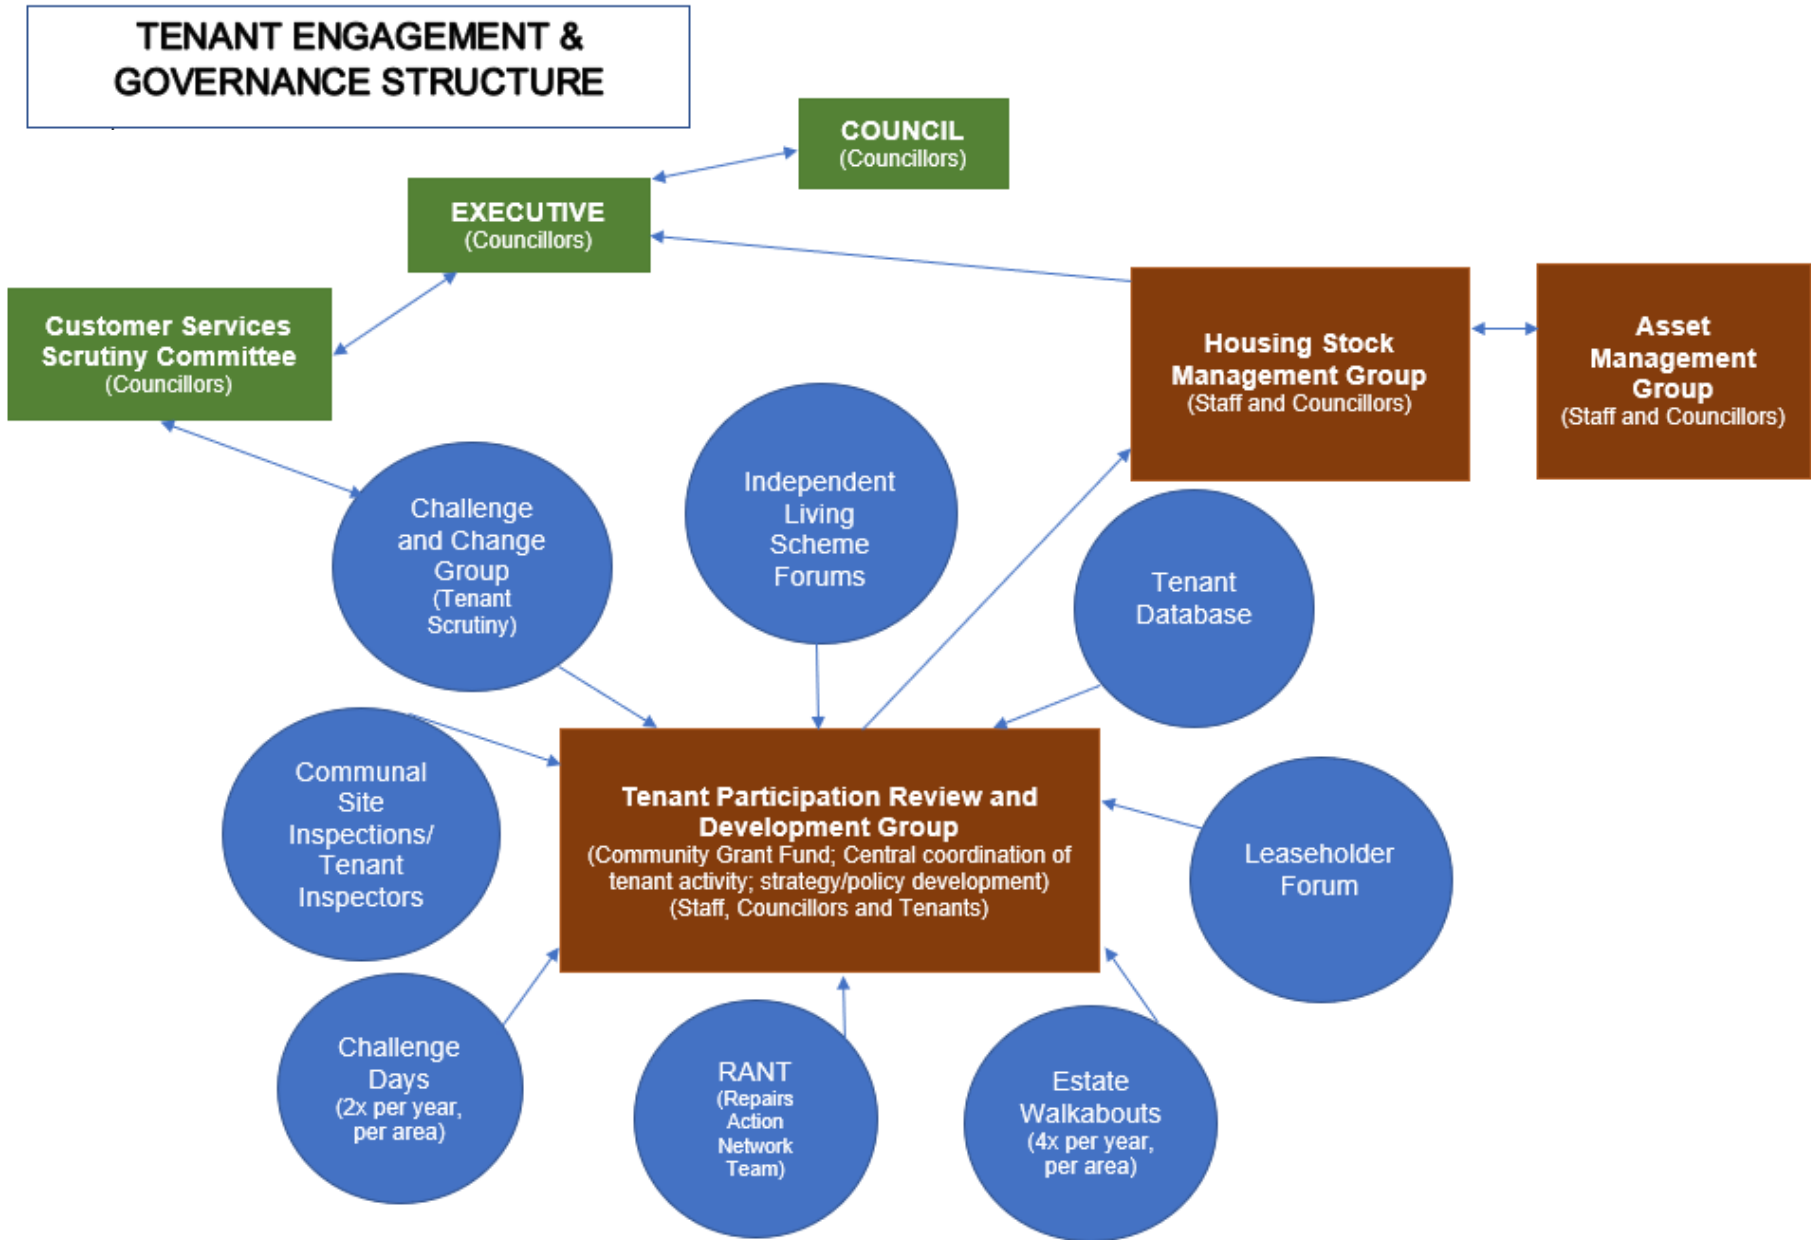 TENANT ENGAGEMENT &
GOVERNANCE STRUCTURE
COUNCIL
(Councillors)
EXECUTIVE
(Councillors)
Customer Services
Scrutiny Committee
(Councillors)
Housing Stock
Management Group
(Staff and Councillors)
Asset
Management
Group
(Staff and Councillors)
Challenge
and Change
Group
(Tenant
Scrutiny)
Independent
Living
Scheme
Forums
Tenant
Database
Communal
Site
Inspections/
Tenant
Inspectors
Tenant Participation Review and
Development Group
(Community Grant Fund; Central coordination of
tenant activity; strategy/policy development)
(Staff, Councillors and Tenants)
Leaseholder
Forum
Challenge
Days
(2x per year,
per area)
RANT
(Repairs
Action
Network
Team)
Estate
Walkabouts
(4x per year,
per area)